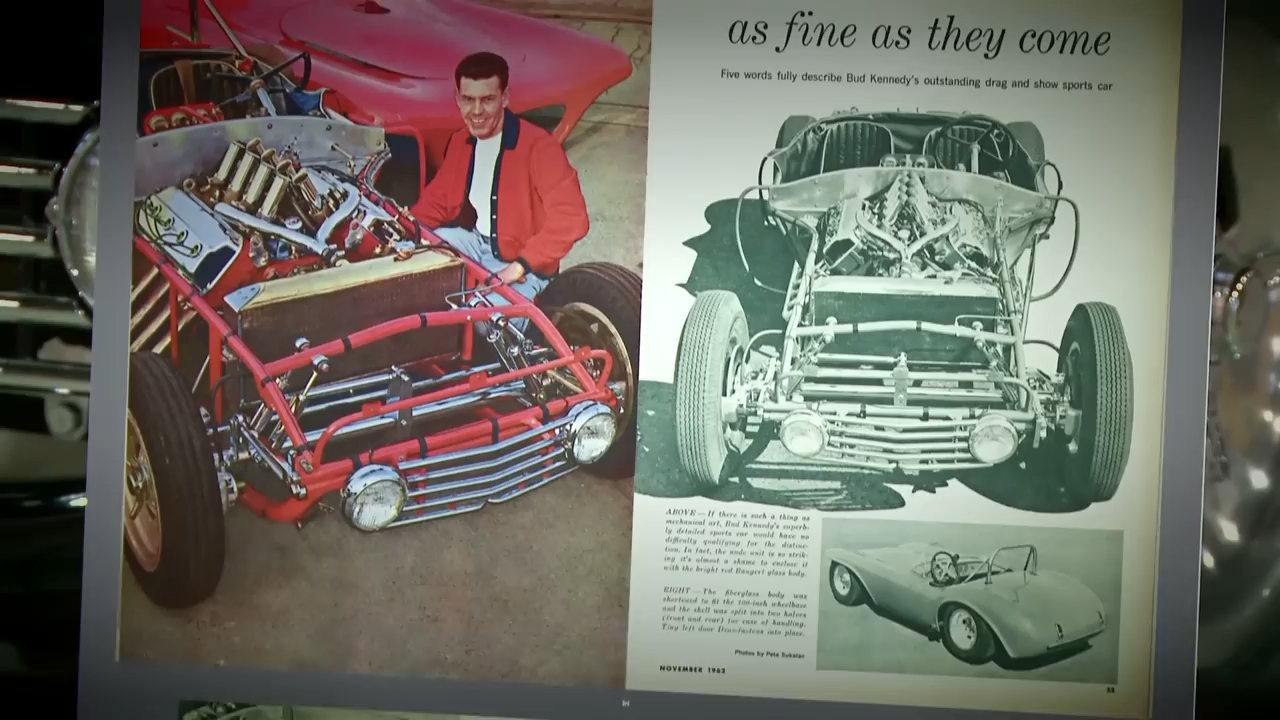 as fine as they come
Five words fully describe Bud Kennedy's outstanding drag and show sports car
ABOVE — If there is such a thing as
mechanical art, Bud Kennedy's superb-
ly detailed sports car would have no
difficulty qualifying for the distinc-
tion. In fact, the nude unit is so strik-
ing it's almost a shame to enclose it
with the bright red Bangert glass body.
RIGHT — The fiberglass body was
shortened to fit the 100-inch wheelbase
and the shell was split into two halves
(front and rear) for ease of handling.
Tiny left door Dzus-fastens into place.
Photos by Pete Sukalac
NOVEMBER 1963